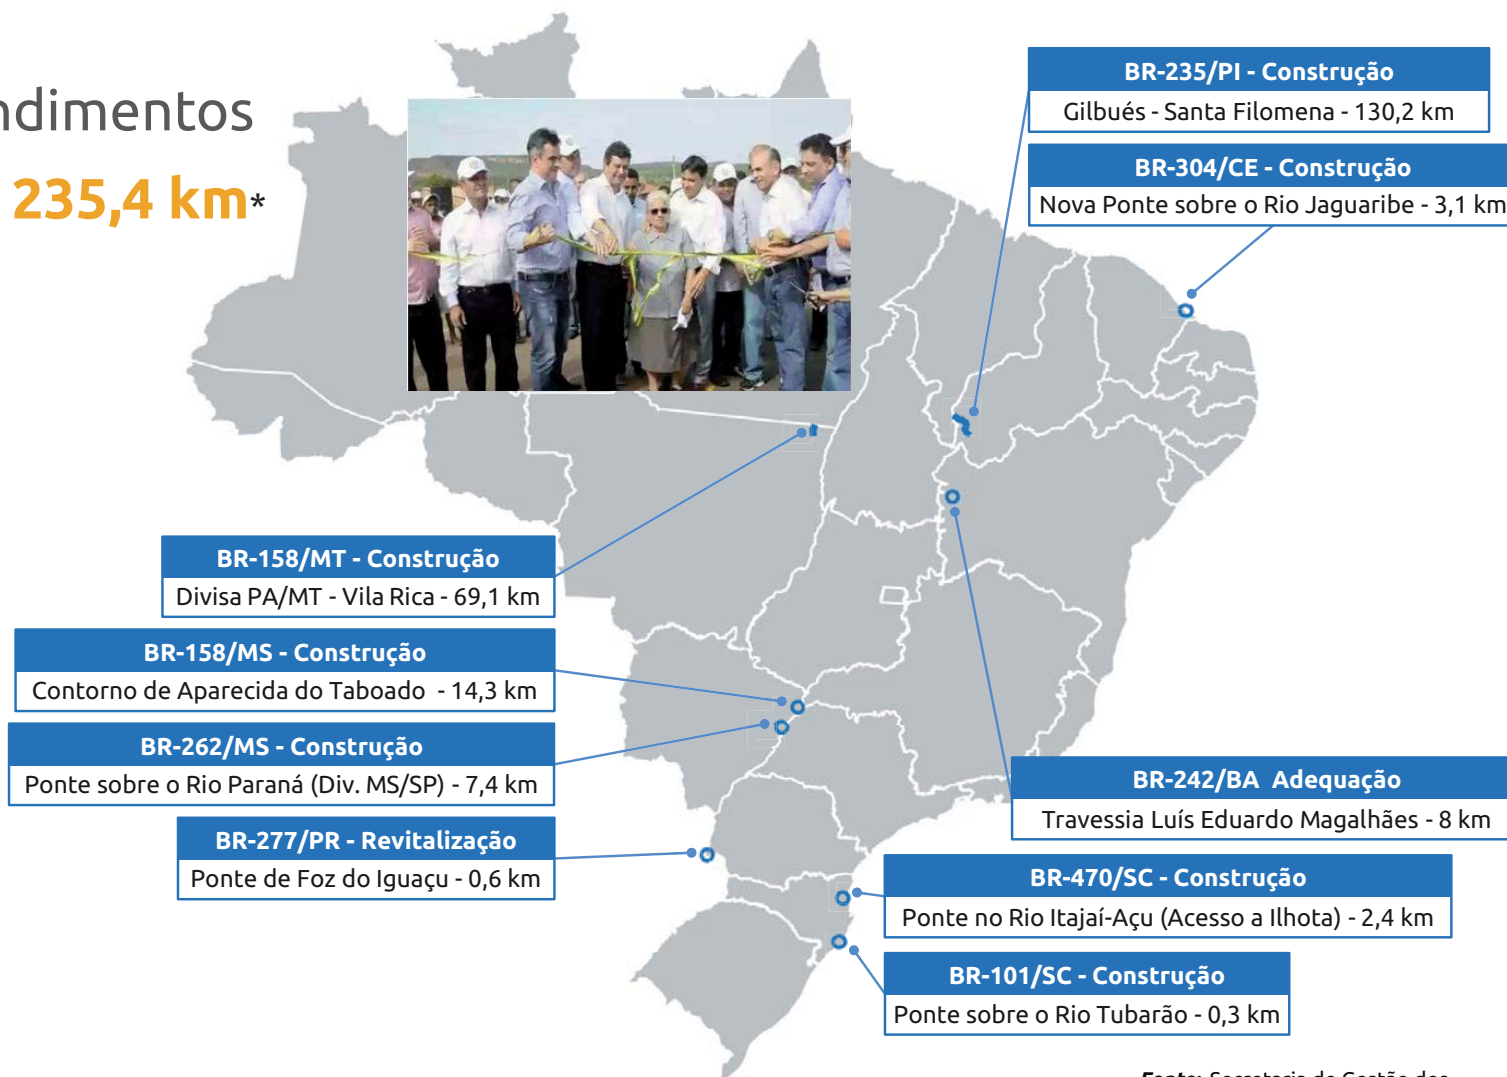 ndimentos
235,4 km*
BR-235/PI - Construção
Gilbués - Santa Filomena - 130,2 km
BR-304/CE - Construção
Nova Ponte sobre o Rio Jaguaribe - 3,1 km
BR-158/MT - Construção
Divisa PA/MT - Vila Rica - 69,1 km
BR-158/MS - Construção
Contorno de Aparecida do Taboado - 14,3 km
BR-262/MS - Construção
Ponte sobre o Rio Paraná (Div. MS/SP) - 7,4 km
BR-277/PR - Revitalização
Ponte de Foz do Iguaçu - 0,6 km
BR-242/BA Adequação
Travessia Luís Eduardo Magalhães - 8 km
BR-470/SC - Construção
Ponte no Rio Itajaí-Açu (Acesso a Ilhota) - 2,4 km
BR-101/SC - Construção
Ponte sobre o Rio Tubarão - 0,3 km
Fonte: Secretaria de Gestão dos